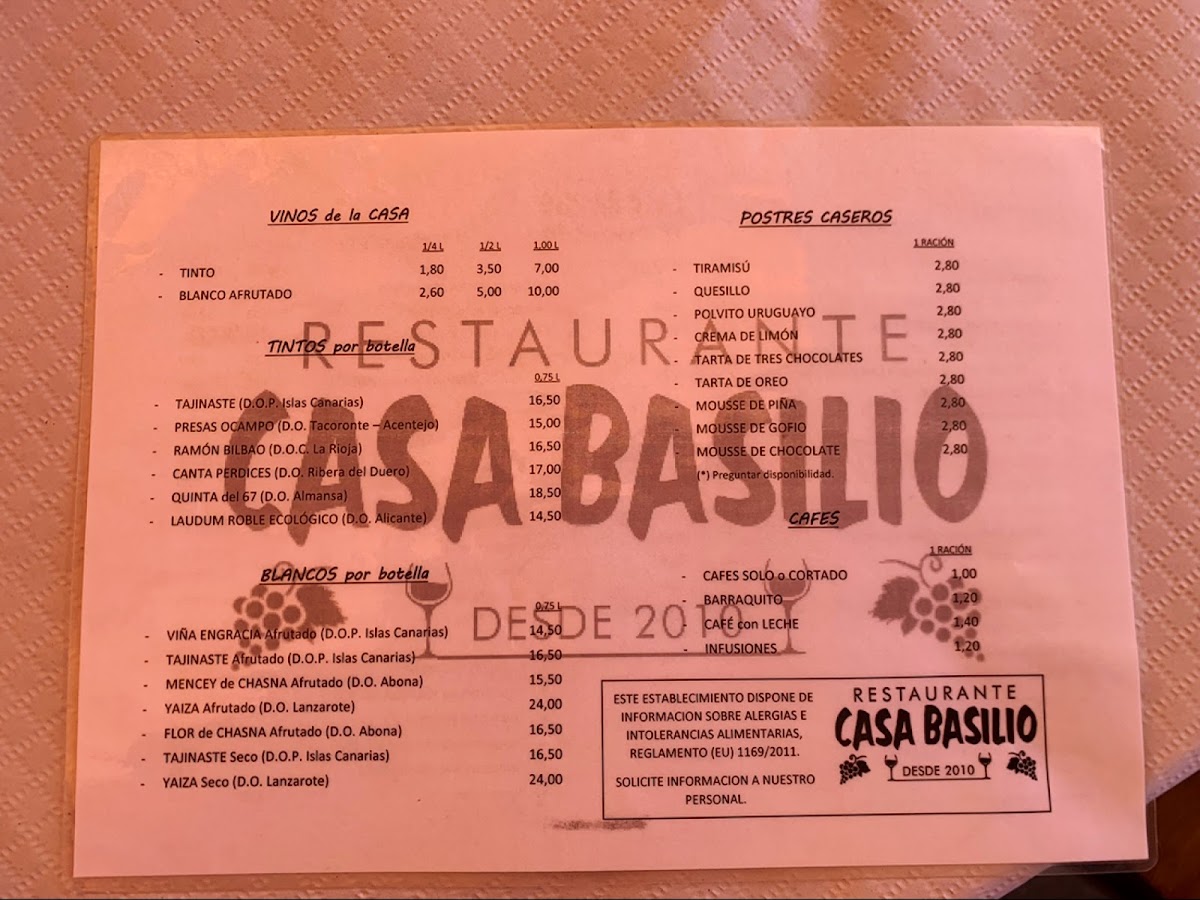 VINOS de la CASA
1/4 L 1/2 L 1,00 L
- TINTO 1,80 3,50 7,00
- BLANCO AFRUTADO 2,60 5,00 10,00
TINTOS por botella
0,75 L
- TAJINASTE (D.O.P. Islas Canarias) 16,50
- PRESAS OCAMPO (D.O. Tacoronte – Acentejo) 15,00
- RAMÓN BILBAO (D.O.C. La Rioja) 16,50
- CANTA PERDICES (D.O. Ribera del Duero) 17,00
- QUINTA del 67 (D.O. Almansa) 18,50
- LAUDUM ROBLE ECOLÓGICO (D.O. Alicante) 14,50
BLANCOS por botella
0,75 L
- VIÑA ENGRACIA Afrutado (D.O.P. Islas Canarias) 14,50
- TAJINASTE Afrutado (D.O.P. Islas Canarias) 16,50
- MENCEY de CHASNA Afrutado (D.O. Abona) 15,50
- YAIZA Afrutado (D.O. Lanzarote) 24,00
- FLOR de CHASNA Afrutado (D.O. Abona) 16,50
- TAJINASTE Seco (D.O.P. Islas Canarias) 16,50
- YAIZA Seco (D.O. Lanzarote) 24,00
POSTRES CASEROS
1 RACIÓN
- TIRAMISÚ 2,80
- QUESILLO 2,80
- POLVITO URUGUAYO 2,80
- CREMA DE LIMÓN 2,80
- TARTA DE TRES CHOCOLATES 2,80
- TARTA DE OREO 2,80
- MOUSSE DE PIÑA 2,80
- MOUSSE DE GOFIO 2,80
- MOUSSE DE CHOCOLATE 2,80
(*) Preguntar disponibilidad.
CAFES
1 RACIÓN
- CAFES SOLO o CORTADO 1,00
- BARRAQUITO 1,20
- CAFÉ con LECHE 1,40
- INFUSIONES 1,20
RESTAURANTE
CASA BASILIO
DESDE 2010
ESTE ESTABLECIMIENTO DISPONE DE
INFORMACION SOBRE ALERGIAS E
INTOLERANCIAS ALIMENTARIAS,
REGLAMENTO (EU) 1169/2011.
SOLICITE INFORMACION A NUESTRO
PERSONAL.
RESTAURANTE
CASA BASILIO
DESDE 2010